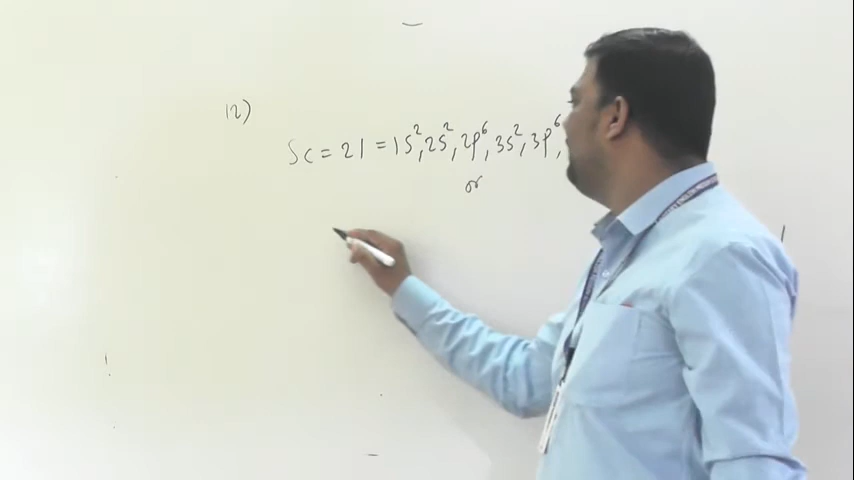 12)
Sc = 21 = 1s², 2s², 2p⁶, 3s², 3p⁶,
or